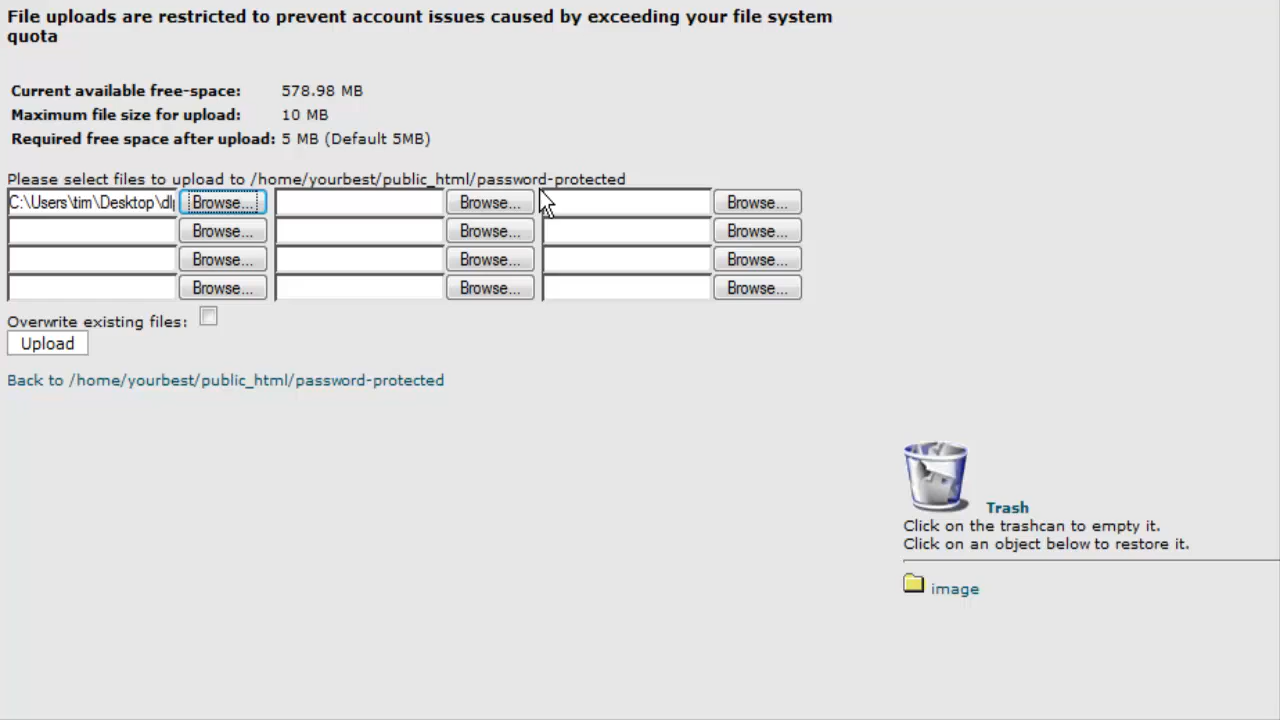 File uploads are restricted to prevent account issues caused by exceeding your file system
quota
Current available free-space: 578.98 MB
Maximum file size for upload: 10 MB
Required free space after upload: 5 MB (Default 5MB)
Please select files to upload to /home/yourbest/public_html/password-protected
C:\Users\tim\Desktop\dl Browse... Browse... Browse...
Browse... Browse... Browse...
Browse... Browse... Browse...
Browse... Browse... Browse...
Overwrite existing files:
Upload
Back to /home/yourbest/public_html/password-protected
Trash
Click on the trashcan to empty it.
Click on an object below to restore it.
image